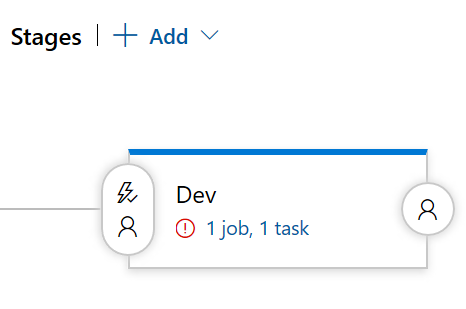 Stages | + Add
Dev
1 job, 1 task